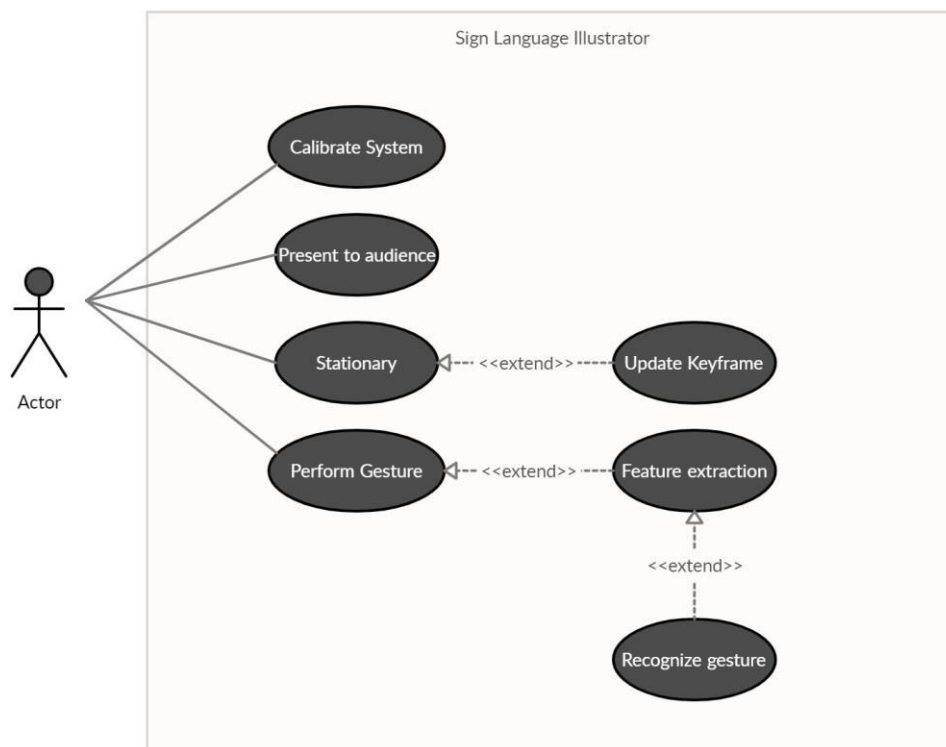 Sign Language Illustrator
Calibrate System
Present to audience
Actor
Stationary
<<extend>>
Update Keyframe
Perform Gesture
<<extend>>
Feature extraction
<<extend>>
Recognize gesture